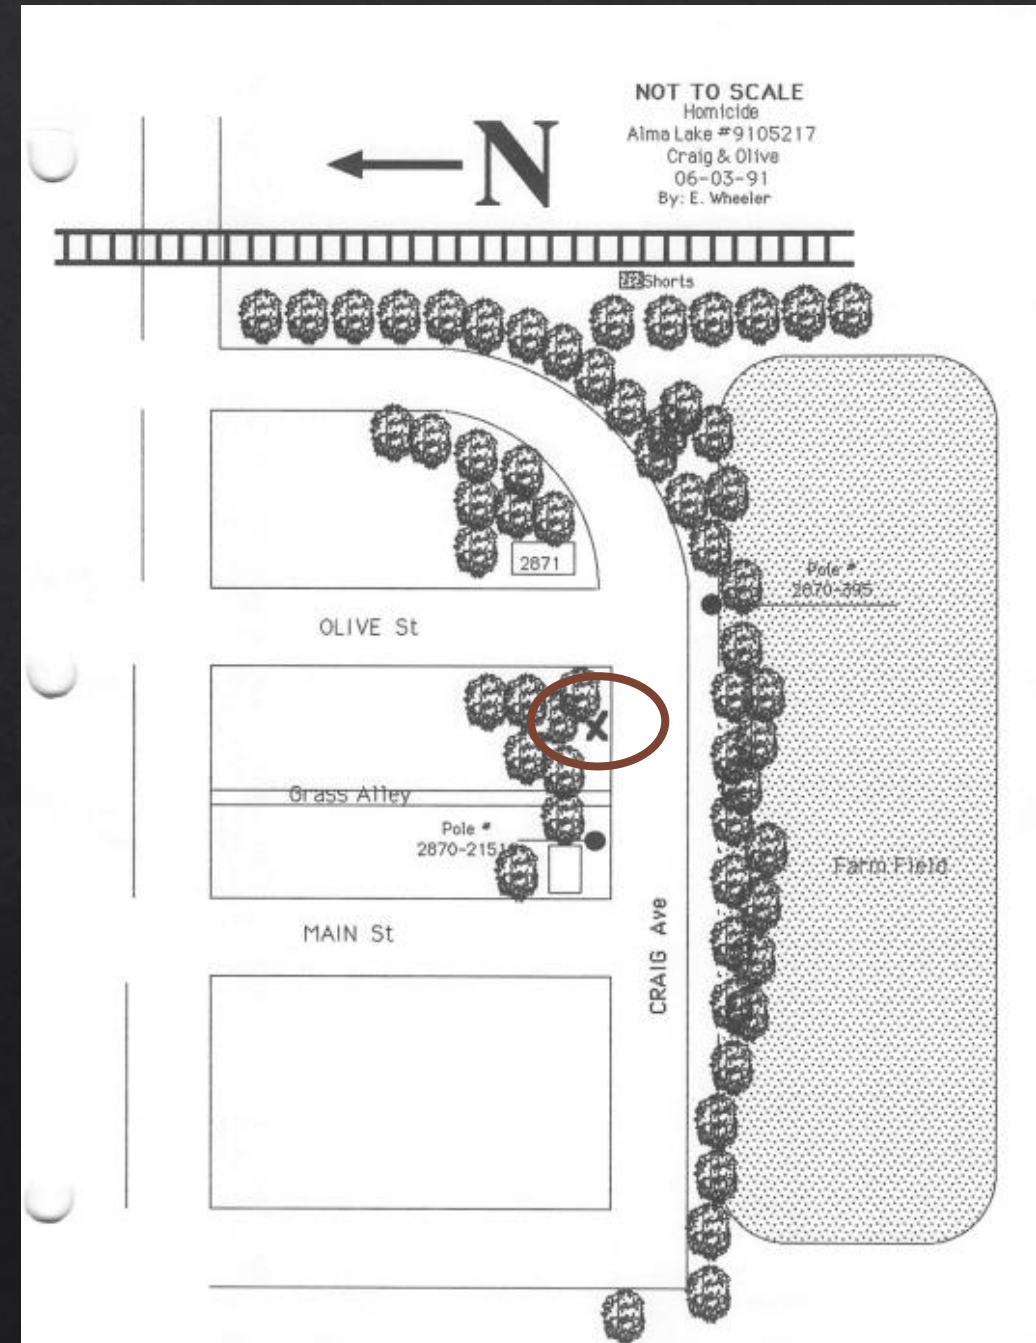 NOT TO SCALE
Homicide
Alma Lake #9105217
Craig & Olive
06-03-91
By: E. Wheeler
N
Shorts
2871
Pole #
2870-395
OLIVE St
X
Grass Alley
Pole #
2870-2151
Farm Field
MAIN St
CRAIG Ave